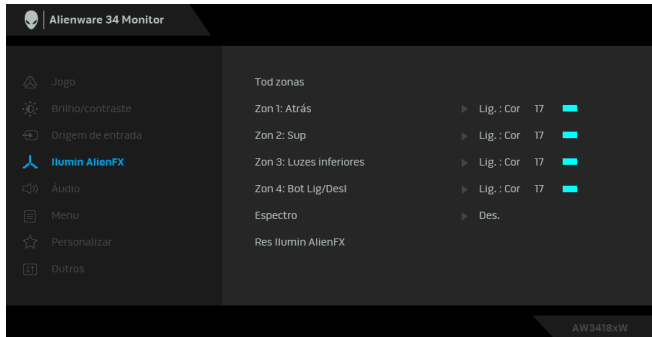 Alienware 34 Monitor
Jogo
Tod zonas
Brilho/contraste
Zon 1: Atrás Lig. : Cor 17
Origem de entrada
Zon 2: Sup Lig. : Cor 17
Ilumin AlienFX
Zon 3: Luzes inferiores Lig. : Cor 17
Áudio
Zon 4: Bot Lig/Desl Lig. : Cor 17
Menu
Espectro Des.
Personalizar
Res Ilumin AlienFX
Outros
AW3418xW